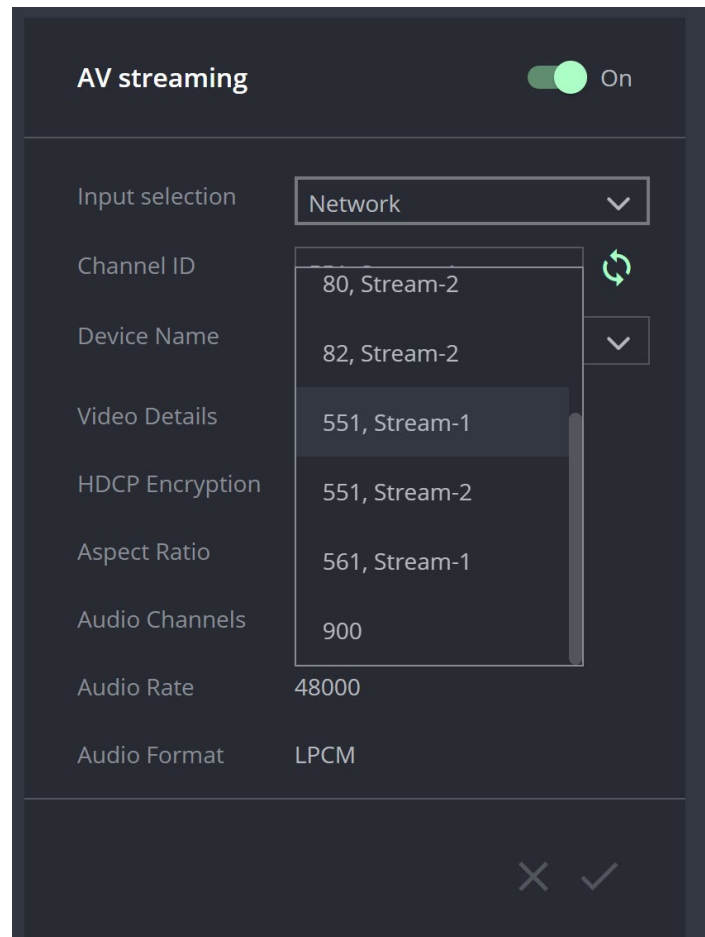 AV streaming On
Input selection Network
Channel ID
80, Stream-2
Device Name
82, Stream-2
Video Details
551, Stream-1
HDCP Encryption
551, Stream-2
Aspect Ratio
561, Stream-1
Audio Channels
900
Audio Rate 48000
Audio Format LPCM